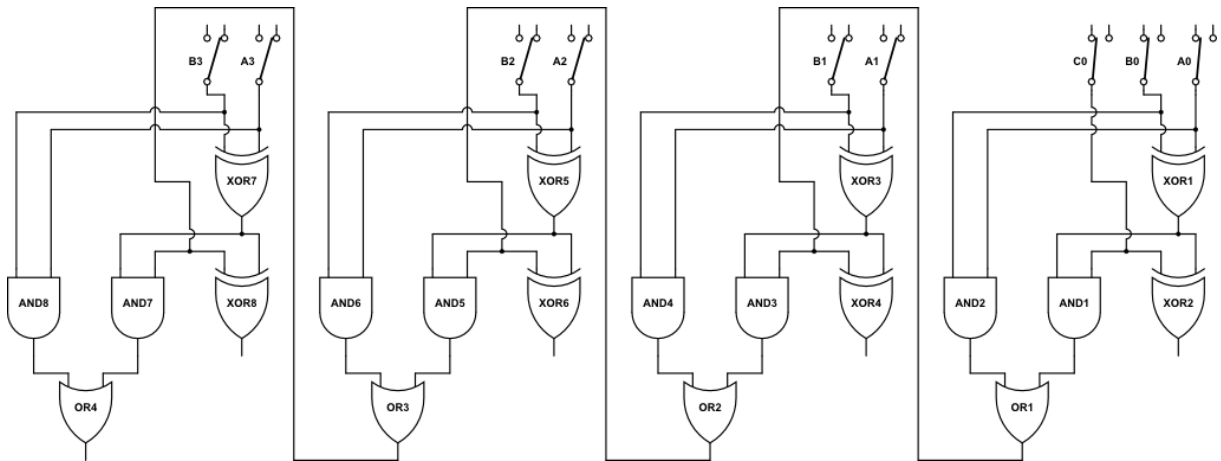 B3 A3 B2 A2 B1 A1 C0 B0 A0
XOR7 XOR5 XOR3 XOR1
AND8 AND7 XOR8 AND6 AND5 XOR6 AND4 AND3 XOR4 AND2 AND1 XOR2
OR4 OR3 OR2 OR1